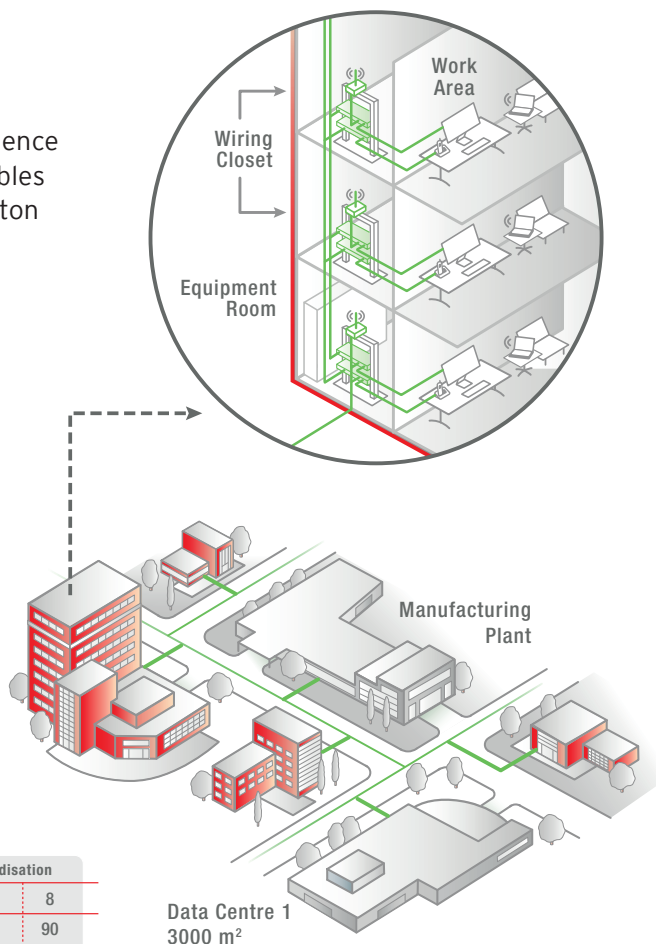 Work
Area
ence
bles
ton
Wiring
Closet
Equipment
Room
Manufacturing
Plant
disation
8
90
Data Centre 1
3000 m²